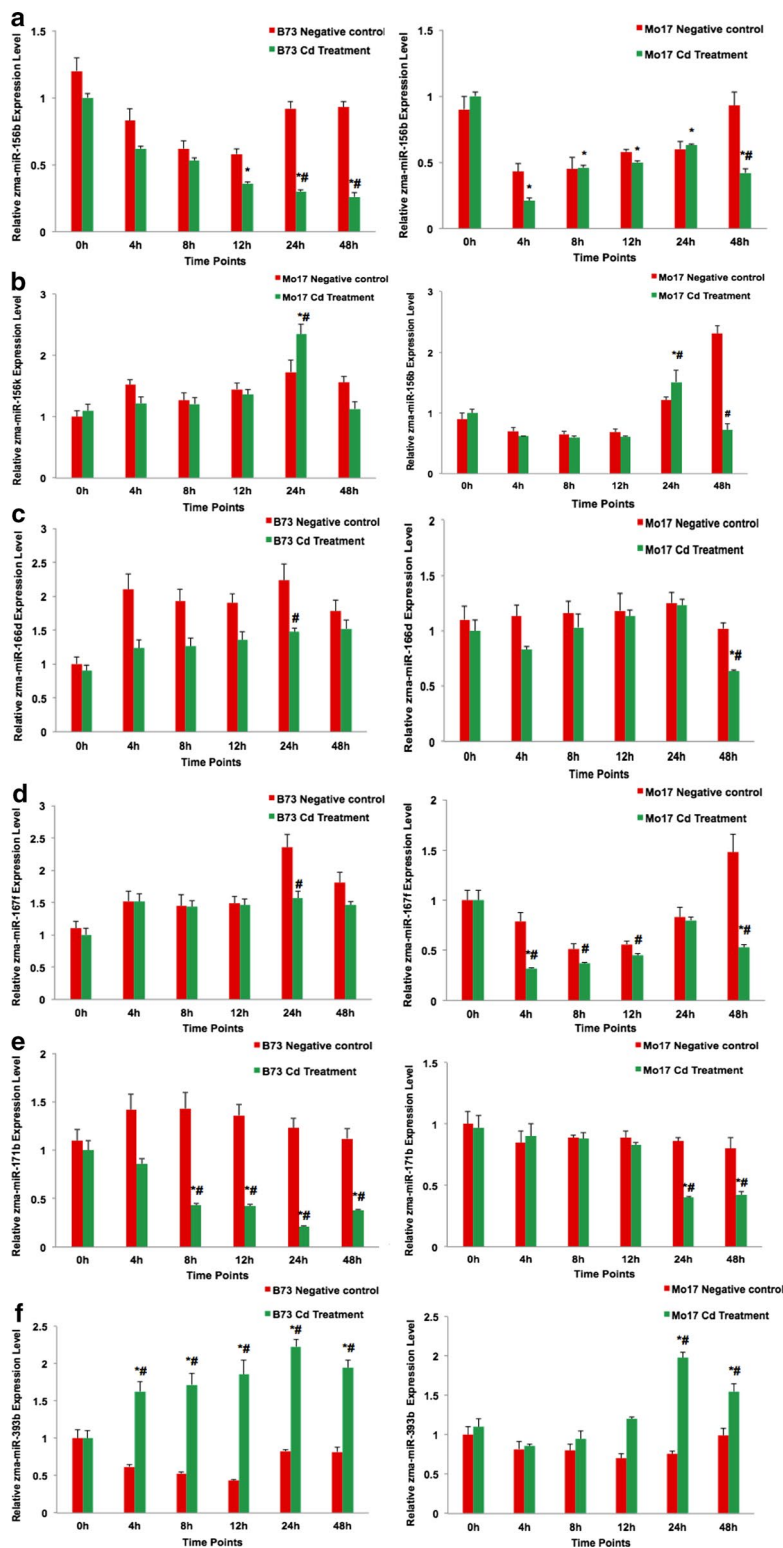 a
B73 Negative control
B73 Cd Treatment
Relative zma-miR-156b Expression Level
1.5
1
0.5
0
*
*#
*#
0h 4h 8h 12h 24h 48h
Time Points
Mo17 Negative control
Mo17 Cd Treatment
Relative zma-miR-156b Expression Level
1.5
1
0.5
0
*
*
*
*
*#
0h 4h 8h 12h 24h 48h
Time Points
b
Mo17 Negative control
Mo17 Cd Treatment
Relative zma-miR-156k Expression Level
3
2
1
0
*#
0h 4h 8h 12h 24h 48h
Time Points
Mo17 Negative control
Mo17 Cd Treatment
Relative zma-miR-156b Expression Level
3
2
1
0
*#
#
0h 4h 8h 12h 24h 48h
Time Points
c
B73 Negative control
B73 Cd Treatment
Relative zma-miR-166d Expression Level
3
2.5
2
1.5
1
0.5
0
#
0h 4h 8h 12h 24h 48h
Time Points
Mo17 Negative control
Mo17 Cd Treatment
Relative zma-miR-166d Expression Level
2
1.5
1
0.5
0
*#
0h 4h 8h 12h 24h 48h
Time Points
d
B73 Negative control
B73 Cd Treatment
Relative zma-miR-167f Expression Level
3
2.5
2
1.5
1
0.5
0
#
0h 4h 8h 12h 24h 48h
Time Points
Mo17 Negative control
Mo17 Cd Treatment
Relative zma-miR-167f Expression Level
2
1.5
1
0.5
0
*#
#
#
*#
0h 4h 8h 12h 24h 48h
Time Points
e
B73 Negative control
B73 Cd Treatment
Relative zma-miR-171b Expression Level
2
1.5
1
0.5
0
*#
*#
*#
*#
0h 4h 8h 12h 24h 48h
Time Points
Mo17 Negative control
Mo17 Cd Treatment
Relative zma-miR-171b Expression Level
1.5
1
0.5
0
*#
*#
0h 4h 8h 12h 24h 48h
Time Points
f
B73 Negative control
B73 Cd Treatment
Relative zma-miR-393b Expression Level
2.5
2
1.5
1
0.5
0
*#
*#
*#
*#
*#
0h 4h 8h 12h 24h 48h
Time Points
Mo17 Negative control
Mo17 Cd Treatment
Relative zma-miR-393b Expression Level
2.5
2
1.5
1
0.5
0
*#
*#
0h 4h 8h 12h 24h 48h
Time Points